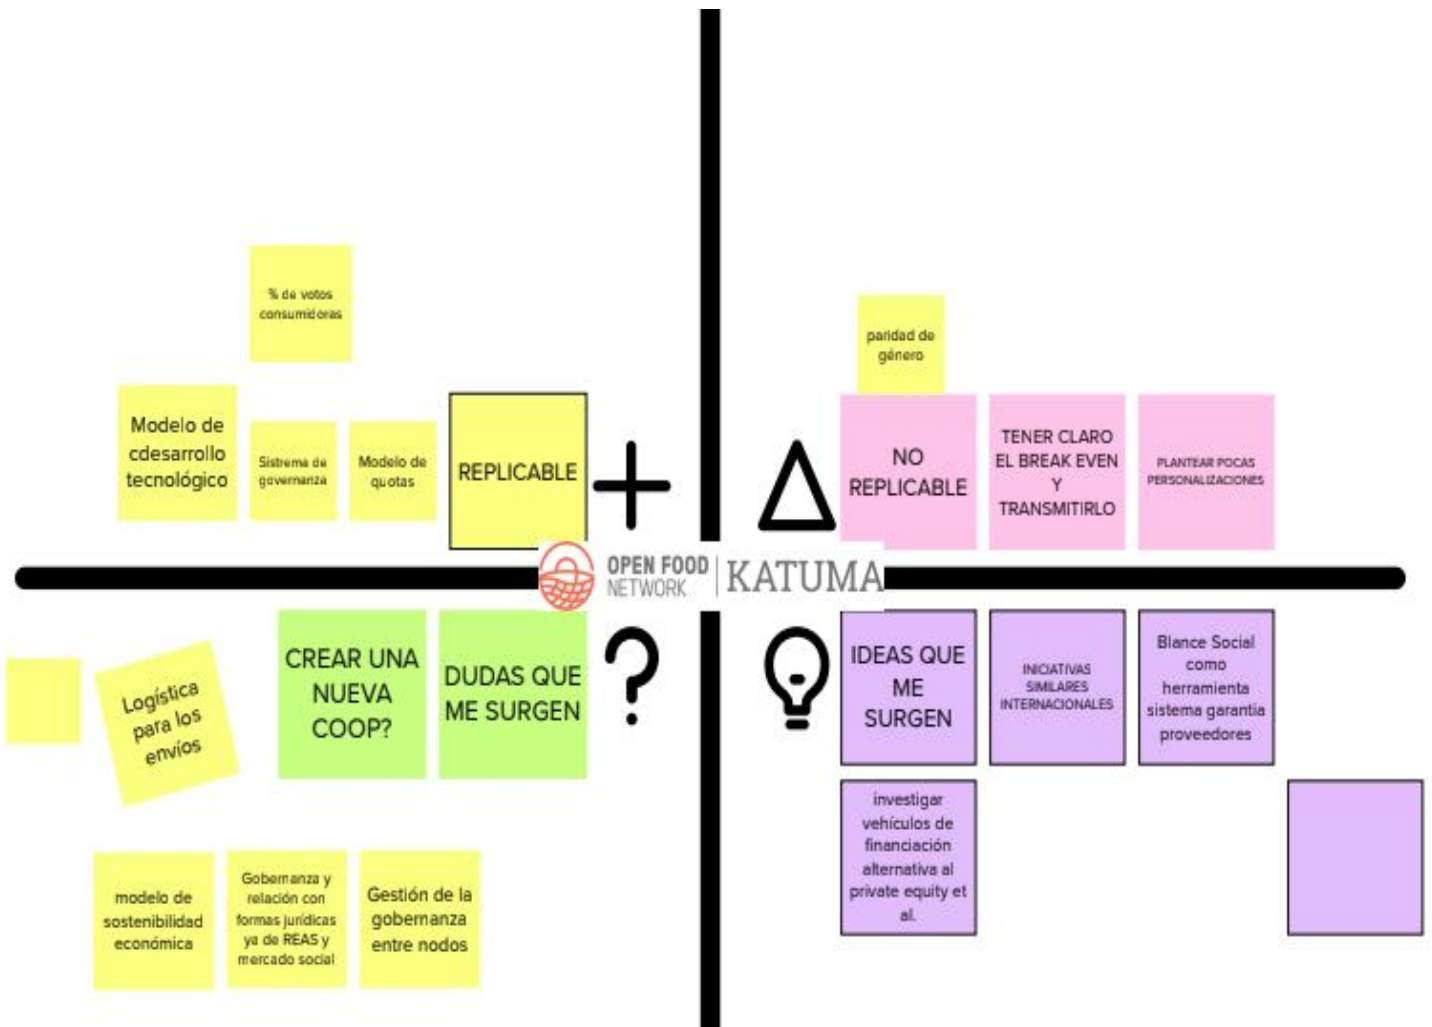 % de votos
consumidoras
Modelo de
cdesarrollo
tecnológico
Sistrema de
governanza
Modelo de
quotas
REPLICABLE
paridad de
género
NO
REPLICABLE
TENER CLARO
EL BREAK EVEN
Y
TRANSMITIRLO
PLANTEAR POCAS
PERSONALIZACIONES
OPEN FOOD
NETWORK
KATUMA
Logística
para los
envíos
CREAR UNA
NUEVA
COOP?
DUDAS QUE
ME SURGEN
?
modelo de
sostenibilidad
económica
Gobernanza y
relación con
formas jurídicas
ya de REAS y
mercado social
Gestión de la
gobernanza
entre nodos
IDEAS QUE
ME
SURGEN
INICIATIVAS
SIMILARES
INTERNACIONALES
Blance Social
como
herramienta
sistema garantia
proveedores
investigar
vehículos de
financiación
alternativa al
private equity et
al.